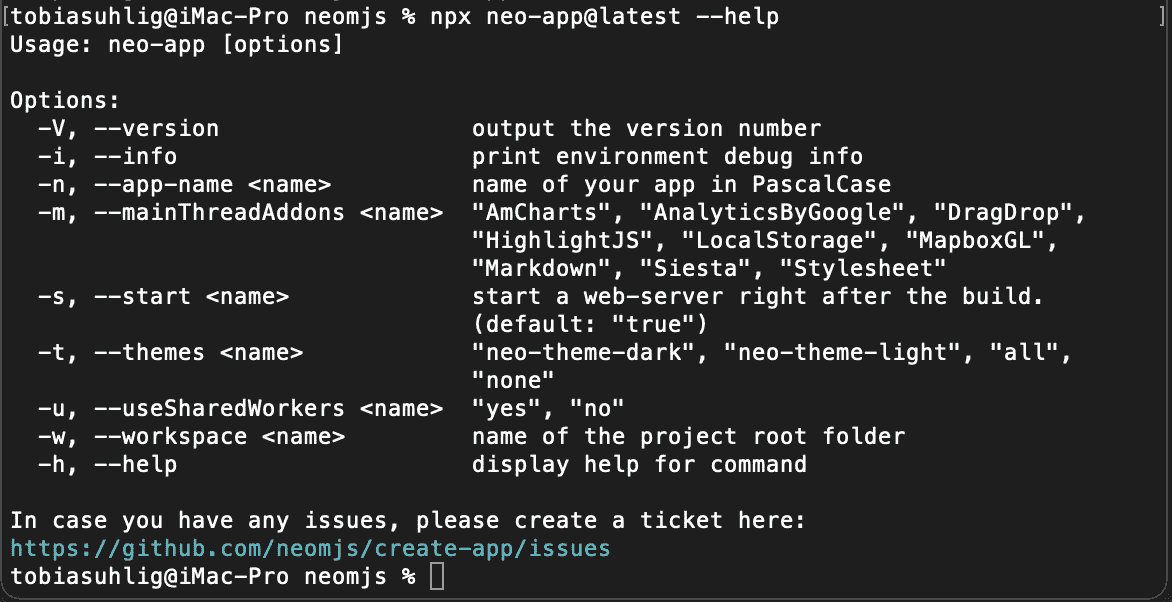 [tobiasuhlig@iMac-Pro neomjs % npx neo-app@latest --help ]
Usage: neo-app [options]

Options:
  -V, --version                  output the version number
  -i, --info                     print environment debug info
  -n, --app-name <name>          name of your app in PascalCase
  -m, --mainThreadAddons <name>  "AmCharts", "AnalyticsByGoogle", "DragDrop",
                                 "HighlightJS", "LocalStorage", "MapboxGL",
                                 "Markdown", "Siesta", "Stylesheet"
  -s, --start <name>             start a web-server right after the build.
                                 (default: "true")
  -t, --themes <name>            "neo-theme-dark", "neo-theme-light", "all",
                                 "none"
  -u, --useSharedWorkers <name>  "yes", "no"
  -w, --workspace <name>         name of the project root folder
  -h, --help                     display help for command

In case you have any issues, please create a ticket here:
https://github.com/neomjs/create-app/issues
tobiasuhlig@iMac-Pro neomjs %